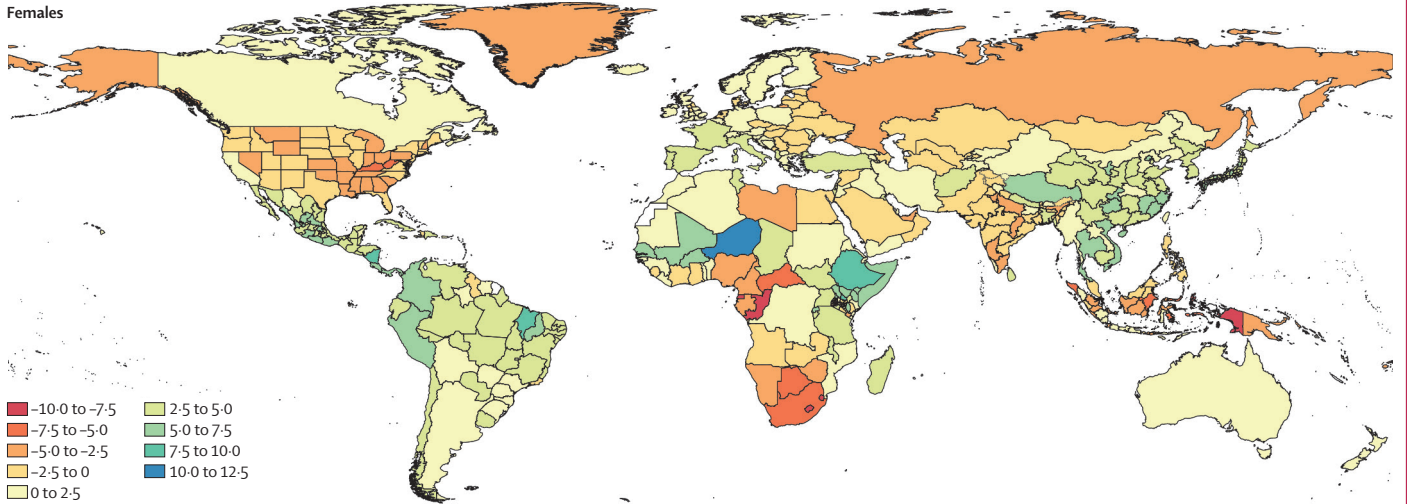 Females
–10·0 to –7·5
–7·5 to –5·0
–5·0 to –2·5
–2·5 to 0
0 to 2·5
2·5 to 5·0
5·0 to 7·5
7·5 to 10·0
10·0 to 12·5